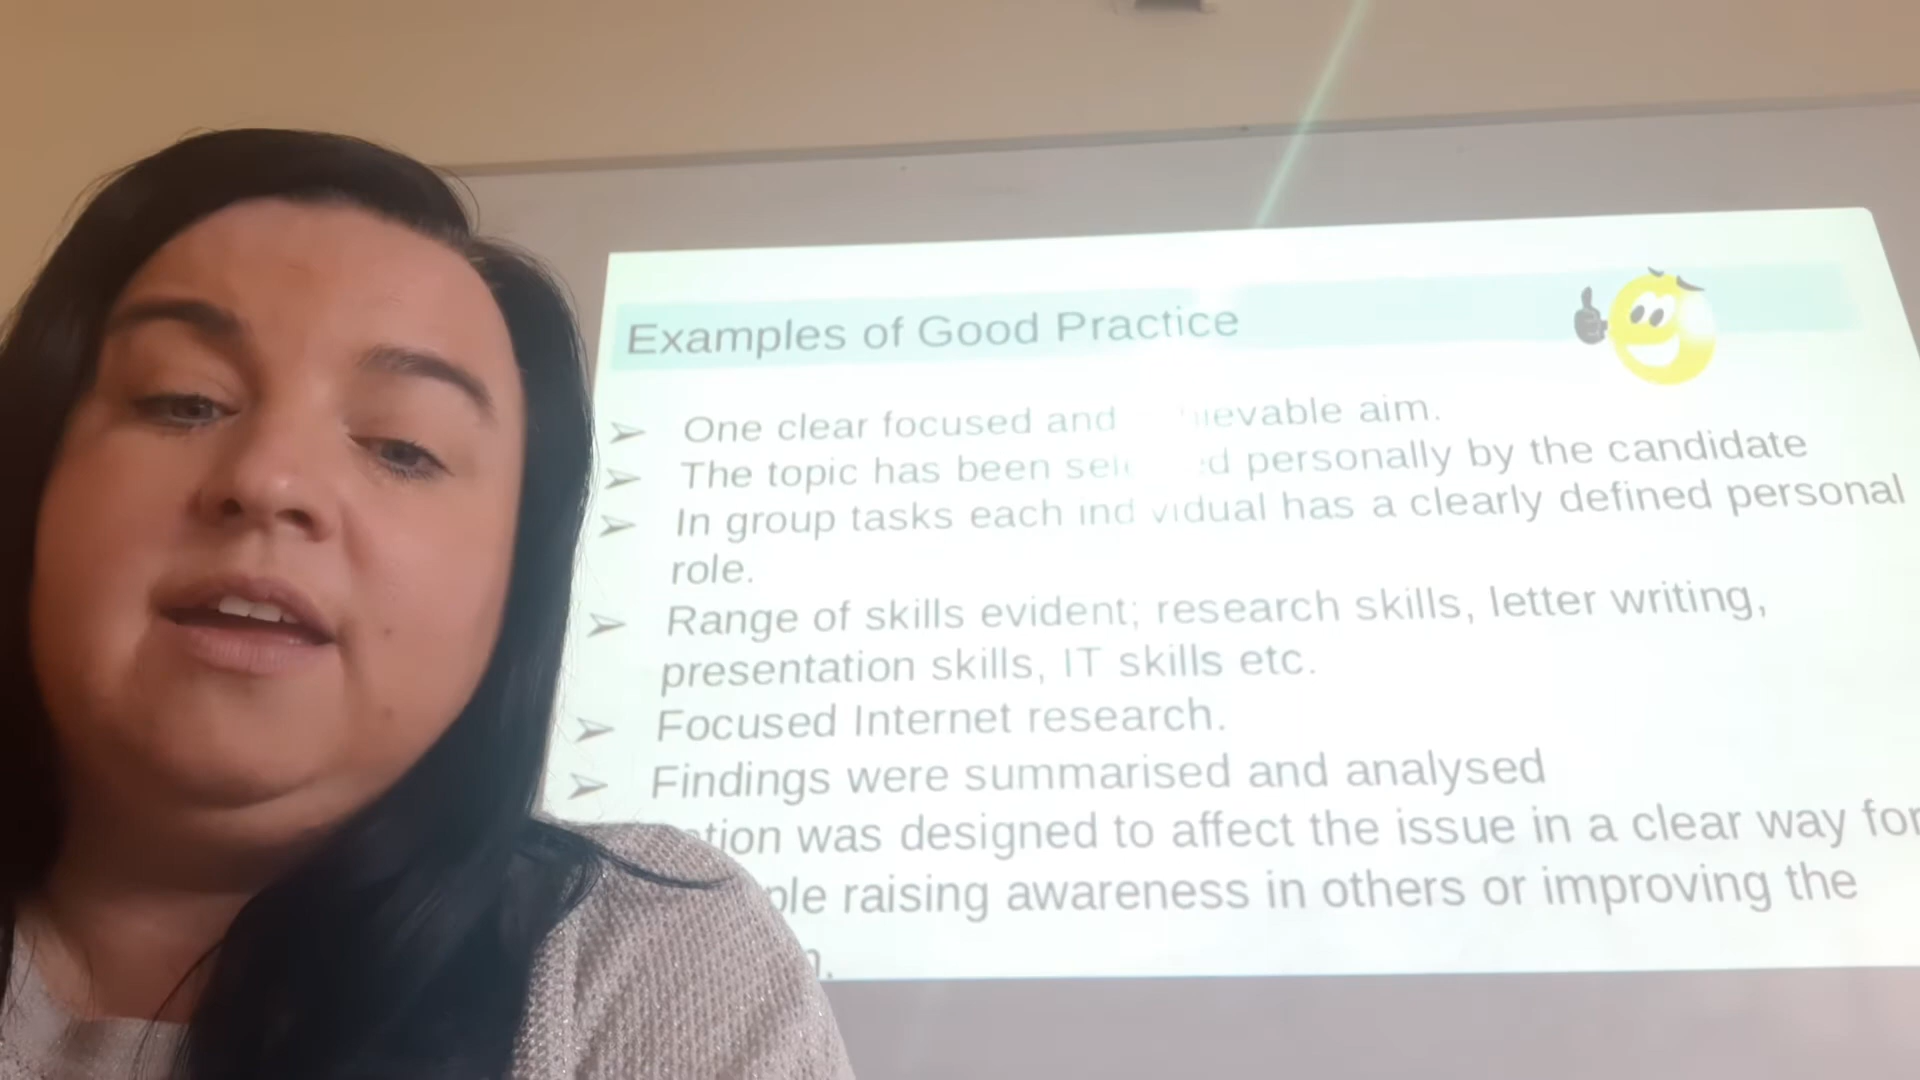 Examples of Good Practice
One clear focused and aim.
The topic has been personally by the candidate
In group tasks each individual has a clearly defined personal
role.
Range of skills evident; research skills, letter writing,
presentation skills, IT skills etc.
Focused Internet research.
Findings were summarised and analysed
was designed to affect the issue in a clear way for
raising awareness in others or improving the